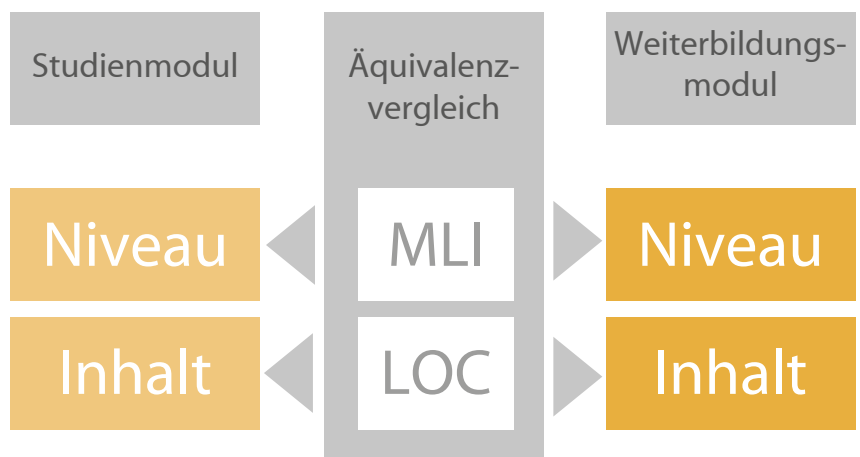 Studienmodul
Äquivalenz-
vergleich
Weiterbildungs-
modul
Niveau
MLI
Niveau
Inhalt
LOC
Inhalt